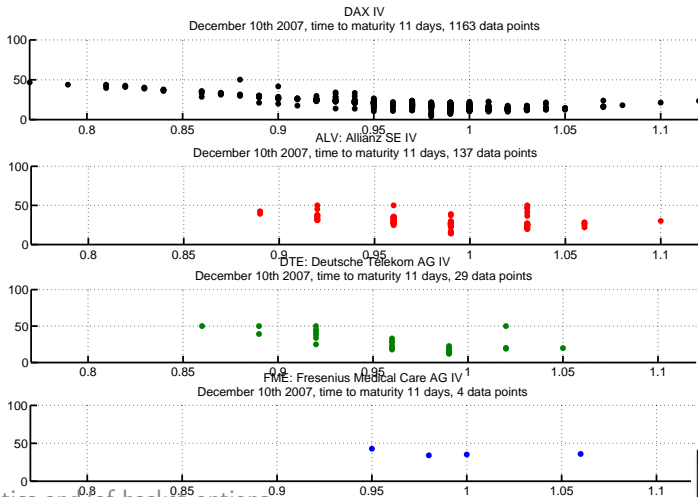 DAX IV
December 10th 2007, time to maturity 11 days, 1163 data points
100
50
0
0.8 0.85 0.9 0.95 1 1.05 1.1
ALV: Allianz SE IV
December 10th 2007, time to maturity 11 days, 137 data points
100
50
0
0.8 0.85 0.9 0.95 1 1.05 1.1
DTE: Deutsche Telekom AG IV
December 10th 2007, time to maturity 11 days, 29 data points
100
50
0
0.8 0.85 0.9 0.95 1 1.05 1.1
FME: Fresenius Medical Care AG IV
December 10th 2007, time to maturity 11 days, 4 data points
100
50
0
0.8 0.85 0.9 0.95 1 1.05 1.1